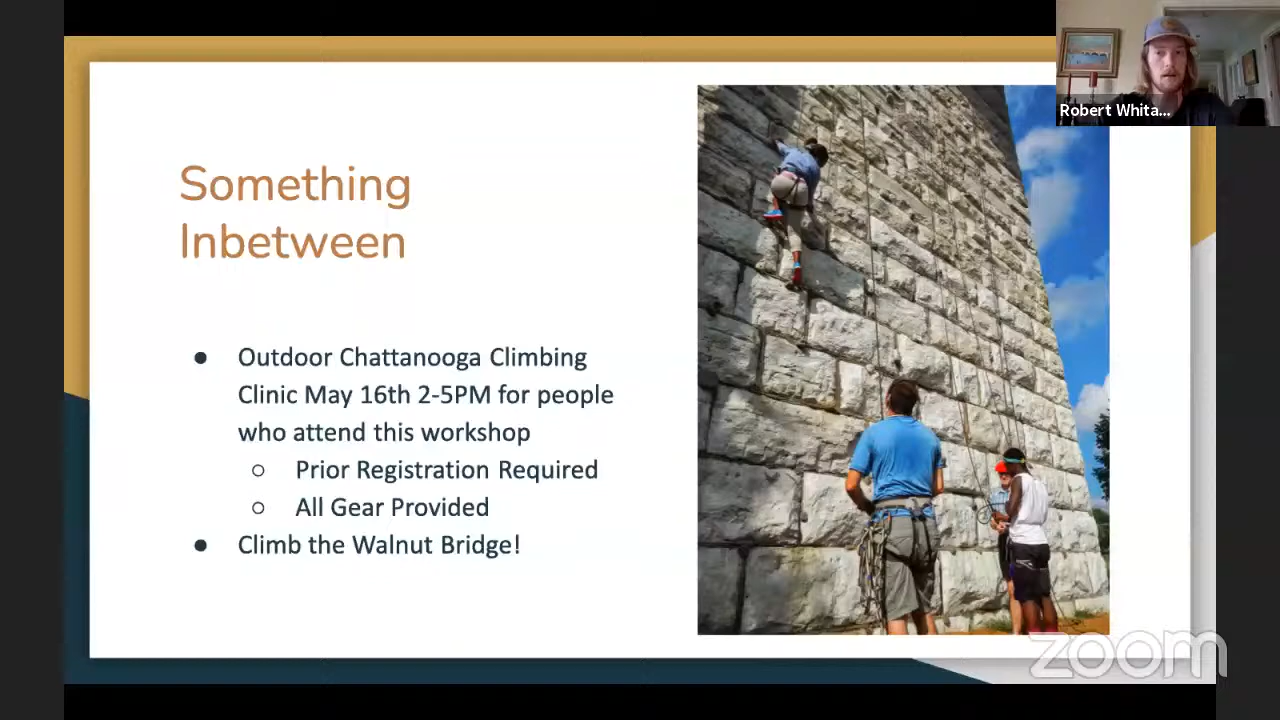 Robert Whita...
Something
Inbetween
● Outdoor Chattanooga Climbing
Clinic May 16th 2-5PM for people
who attend this workshop
○ Prior Registration Required
○ All Gear Provided
● Climb the Walnut Bridge!
zoom